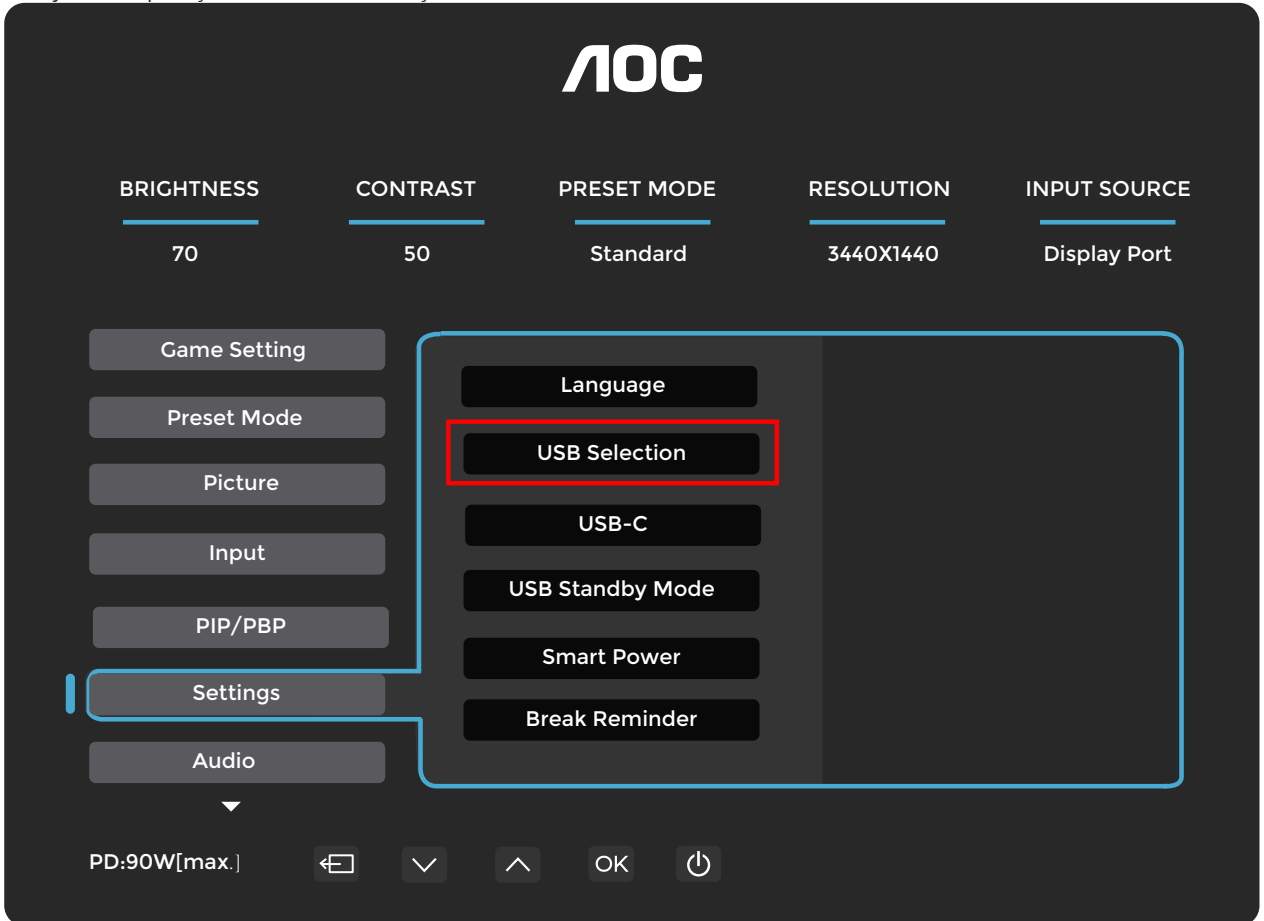 AOC
BRIGHTNESS CONTRAST PRESET MODE RESOLUTION INPUT SOURCE
70 50 Standard 3440X1440 Display Port
Game Setting
Preset Mode
Picture
Input
PIP/PBP
Settings
Audio
Language
USB Selection
USB-C
USB Standby Mode
Smart Power
Break Reminder
PD:90W[max.] OK